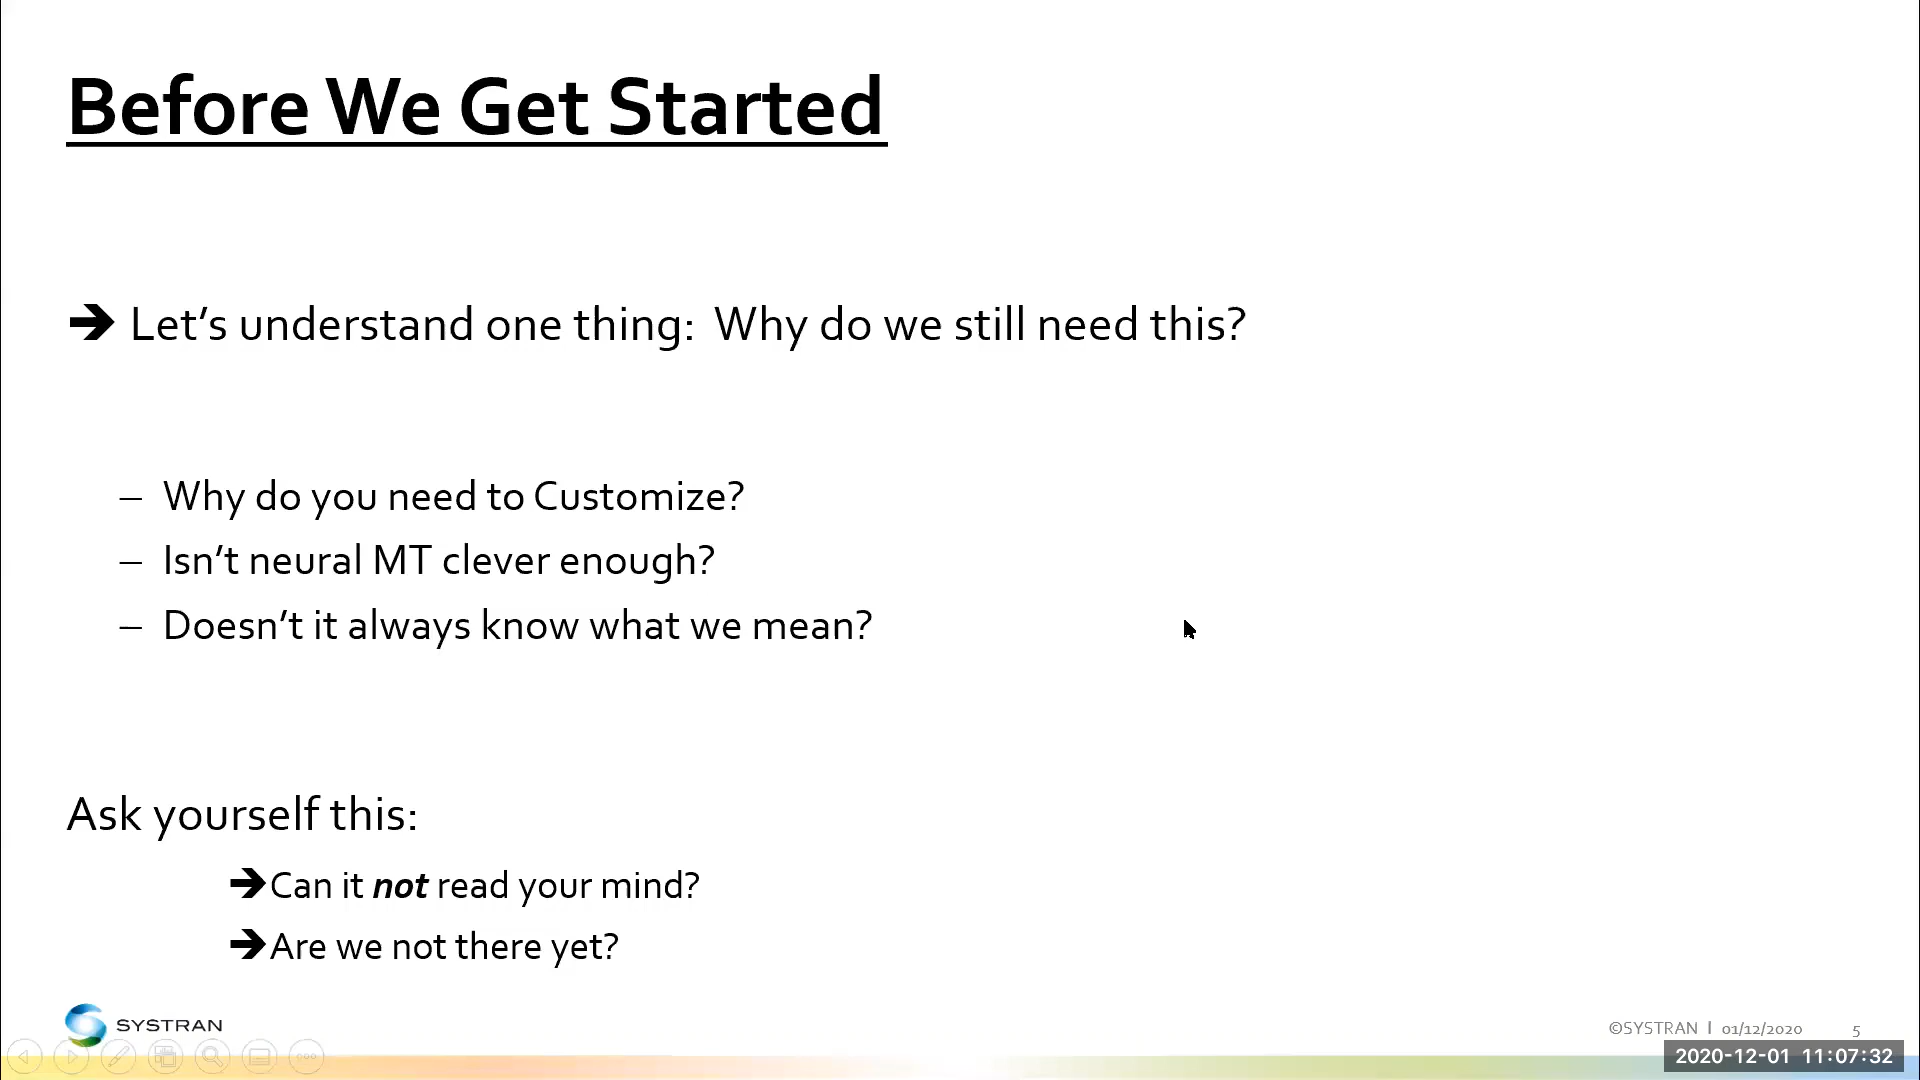 Before We Get Started
➔ Let's understand one thing:  Why do we still need this?
– Why do you need to Customize?
– Isn't neural MT clever enough?
– Doesn't it always know what we mean?
Ask yourself this:
➔Can it not read your mind?
➔Are we not there yet?
SYSTRAN
©SYSTRAN | 01/12/2020 5
2020-12-01 11:07:32